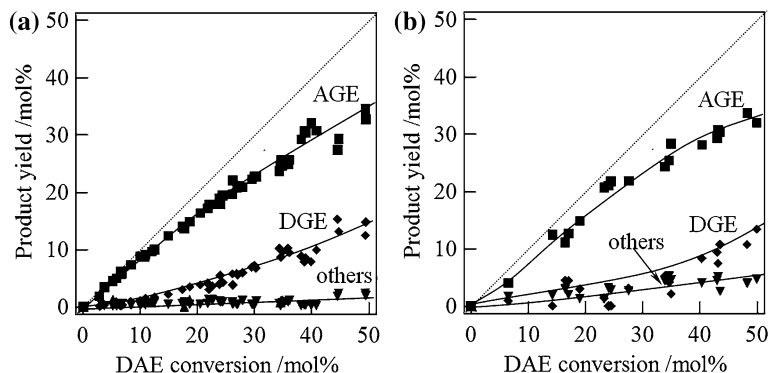 (a)
50
40
30
20
10
0
Product yield /mol%
AGE
DGE
others
0 10 20 30 40 50
DAE conversion /mol%
(b)
50
40
30
20
10
0
Product yield /mol%
AGE
DGE
others
0 10 20 30 40 50
DAE conversion /mol%